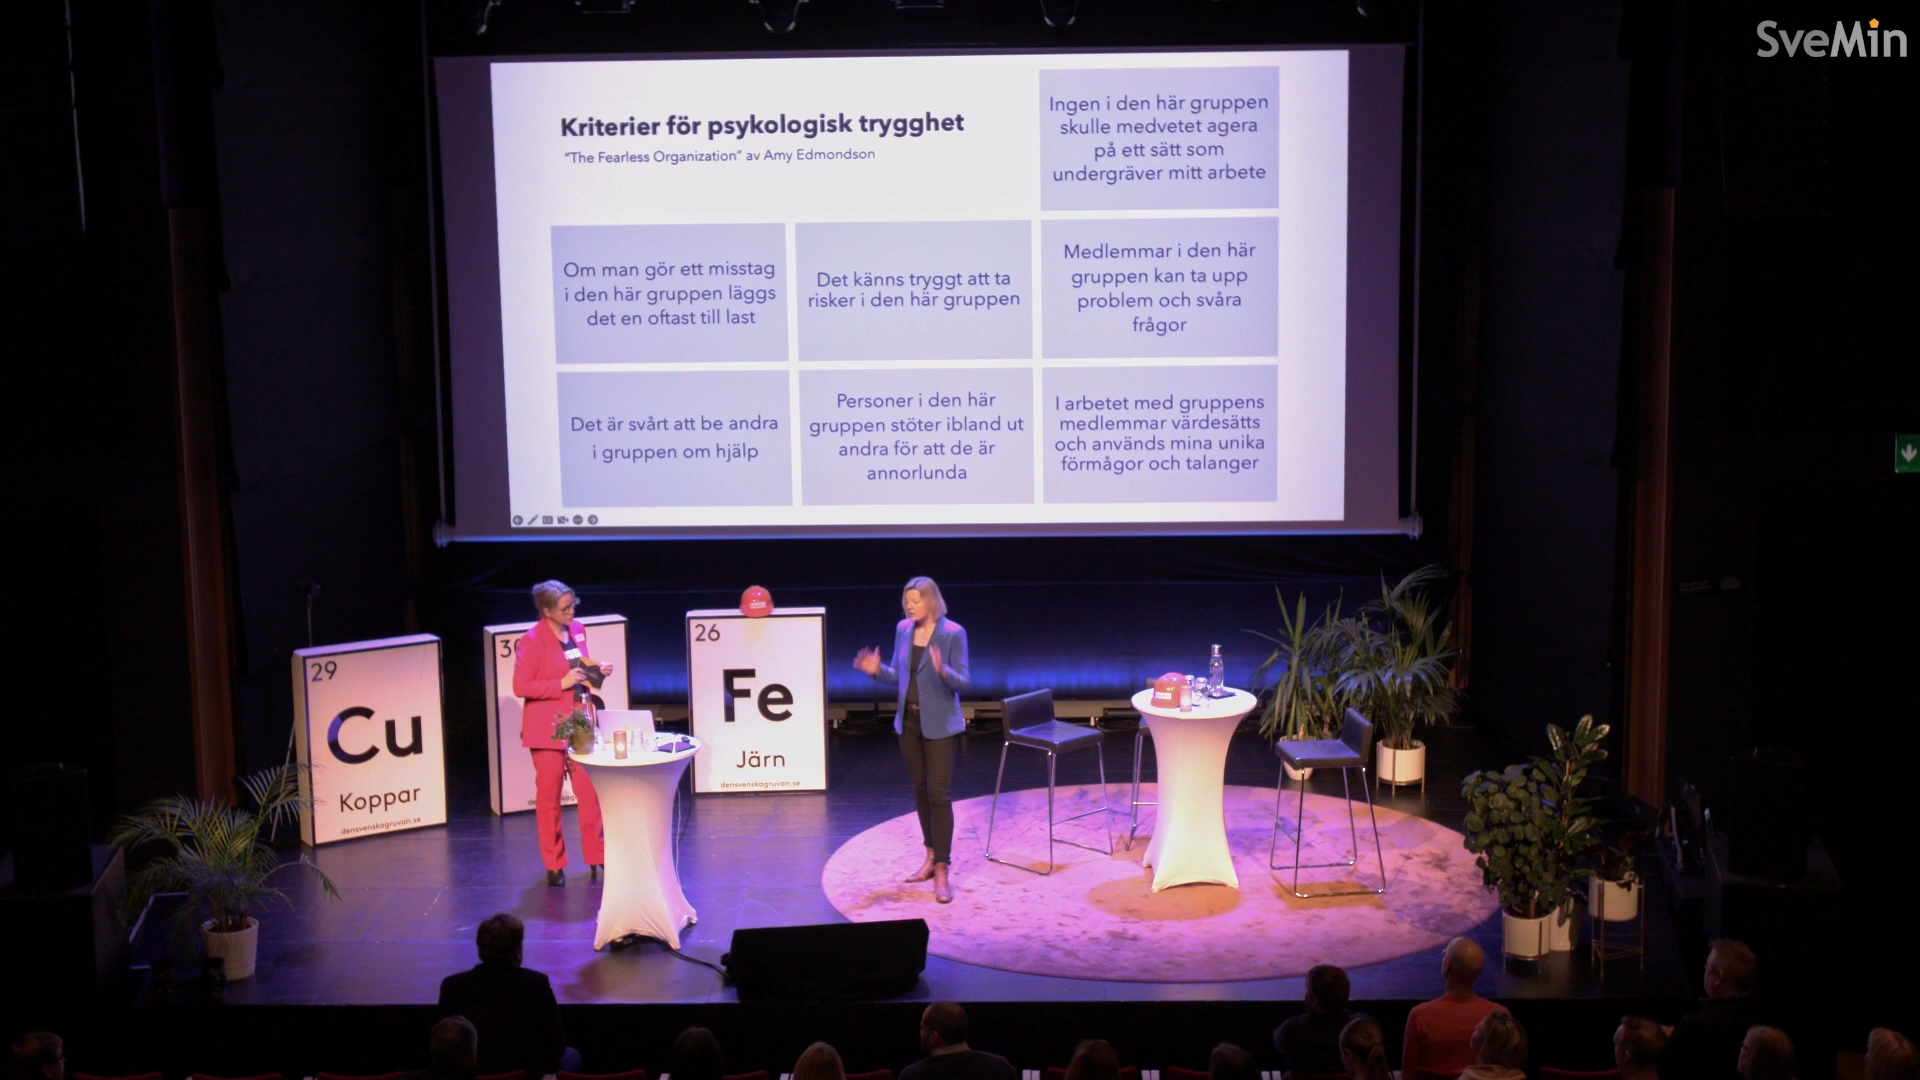 SveMin
Kriterier för psykologisk trygghet
"The Fearless Organization" av Amy Edmondson
Ingen i den här gruppen
skulle medvetet agera
på ett sätt som
undergräver mitt arbete
Om man gör ett misstag
i den här gruppen läggs
det en oftast till last
Det känns tryggt att ta
risker i den här gruppen
Medlemmar i den här
gruppen kan ta upp
problem och svåra
frågor
Det är svårt att be andra
i gruppen om hjälp
Personer i den här
gruppen stöter ibland ut
andra för att de är
annorlunda
I arbetet med gruppens
medlemmar värdesätts
och används mina unika
förmågor och talanger
29
Cu
Koppar
densvenskagruvan.se
26
Fe
Järn
densvenskagruvan.se